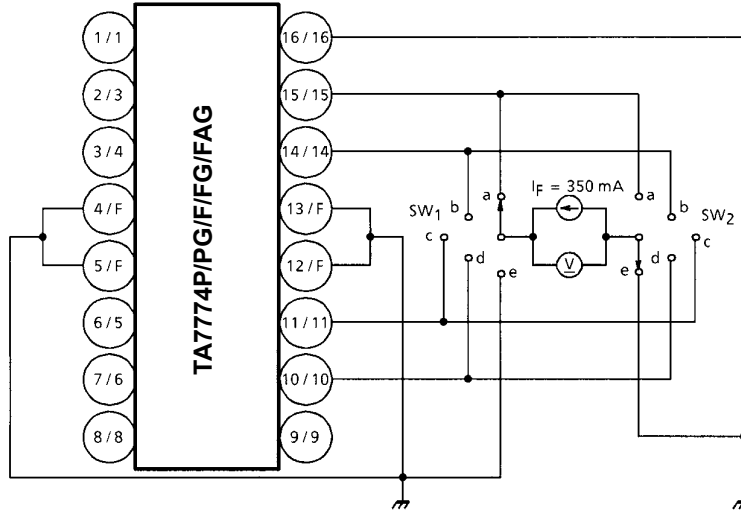 1 / 1
2 / 3
3 / 4
4 / F
5 / F
6 / 5
7 / 6
8 / 8
TA7774P/PG/F/FG/FAG
16 / 16
15 / 15
14 / 14
13 / F
12 / F
11 / 11
10 / 10
9 / 9
SW1
a
b
c
d
e
IF = 350 mA
V
a
b
c
d
e
SW2